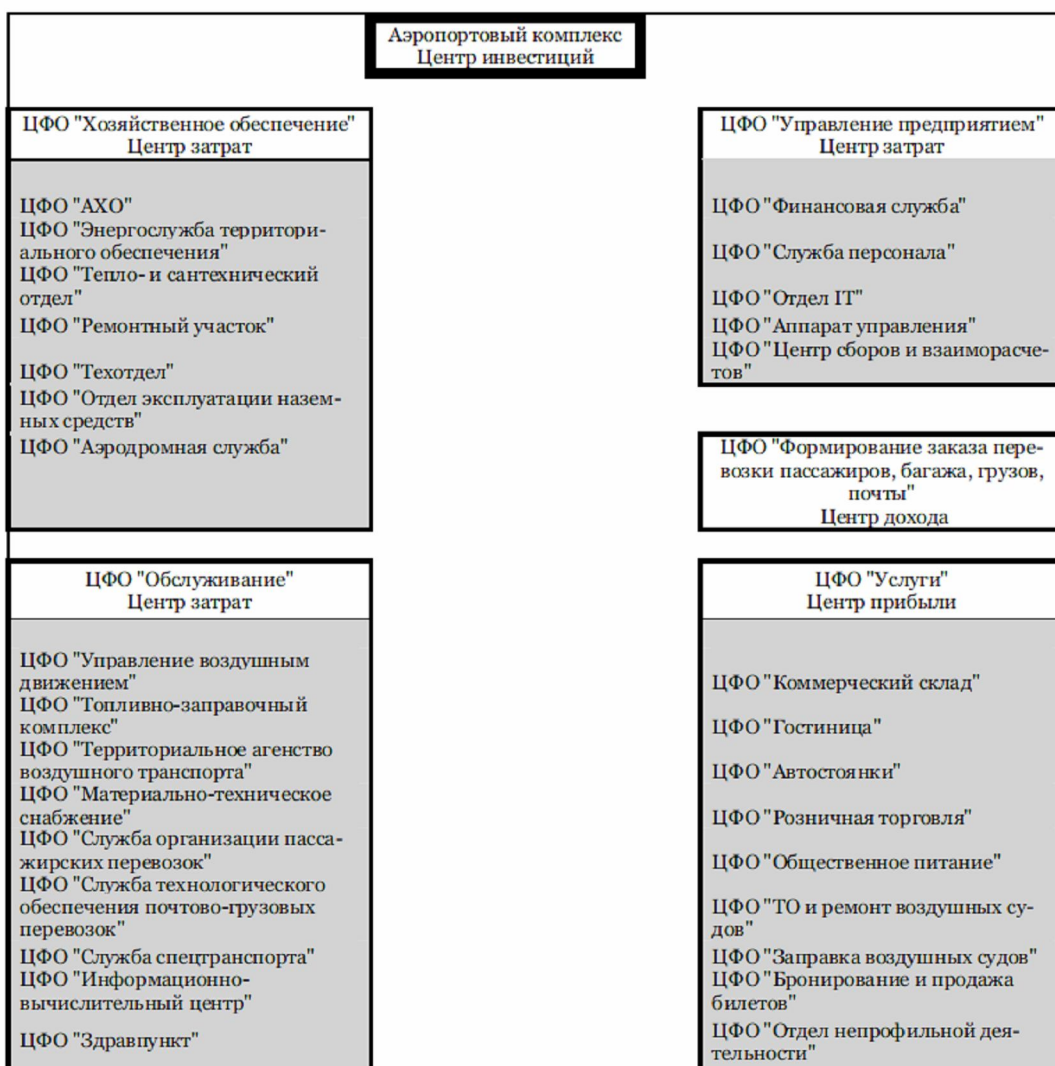 Аэропортовый комплекс
Центр инвестиций
ЦФО "Хозяйственное обеспечение"
Центр затрат
ЦФО "АХО"
ЦФО "Энергослужба территори-
ального обеспечения"
ЦФО "Тепло- и сантехнический
отдел"
ЦФО "Ремонтный участок"
ЦФО "Техотдел"
ЦФО "Отдел эксплуатации назем-
ных средств"
ЦФО "Аэродромная служба"
ЦФО "Управление предприятием"
Центр затрат
ЦФО "Финансовая служба"
ЦФО "Служба персонала"
ЦФО "Отдел IT"
ЦФО "Аппарат управления"
ЦФО "Центр сборов и взаиморасче-
тов"
ЦФО "Формирование заказа пере-
возки пассажиров, багажа, грузов,
почты"
Центр дохода
ЦФО "Обслуживание"
Центр затрат
ЦФО "Управление воздушным
движением"
ЦФО "Топливно-заправочный
комплекс"
ЦФО "Территориальное агенство
воздушного транспорта"
ЦФО "Материально-техническое
снабжение"
ЦФО "Служба организации пасса-
жирских перевозок"
ЦФО "Служба технологического
обеспечения почтово-грузовых
перевозок"
ЦФО "Служба спецтранспорта"
ЦФО "Информационно-
вычислительный центр"
ЦФО "Здравпункт"
ЦФО "Услуги"
Центр прибыли
ЦФО "Коммерческий склад"
ЦФО "Гостиница"
ЦФО "Автостоянки"
ЦФО "Розничная торговля"
ЦФО "Общественное питание"
ЦФО "ТО и ремонт воздушных су-
дов"
ЦФО "Заправка воздушных судов"
ЦФО "Бронирование и продажа
билетов"
ЦФО "Отдел непрофильной дея-
тельности"